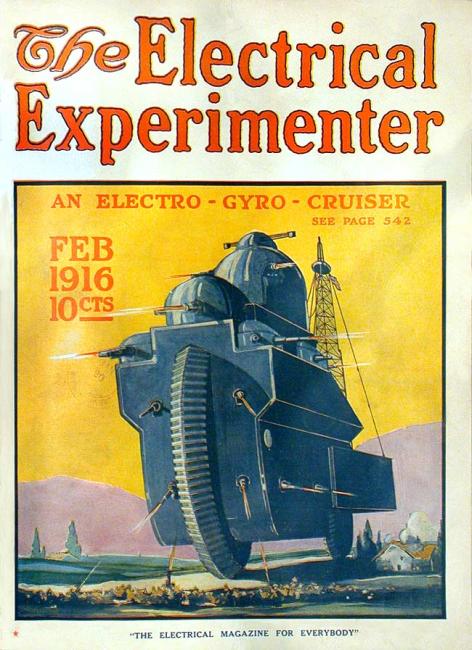 The Electrical
Experimenter
AN ELECTRO - GYRO - CRUISER
SEE PAGE 542
FEB
1916
10CTS
"THE ELECTRICAL MAGAZINE FOR EVERYBODY"